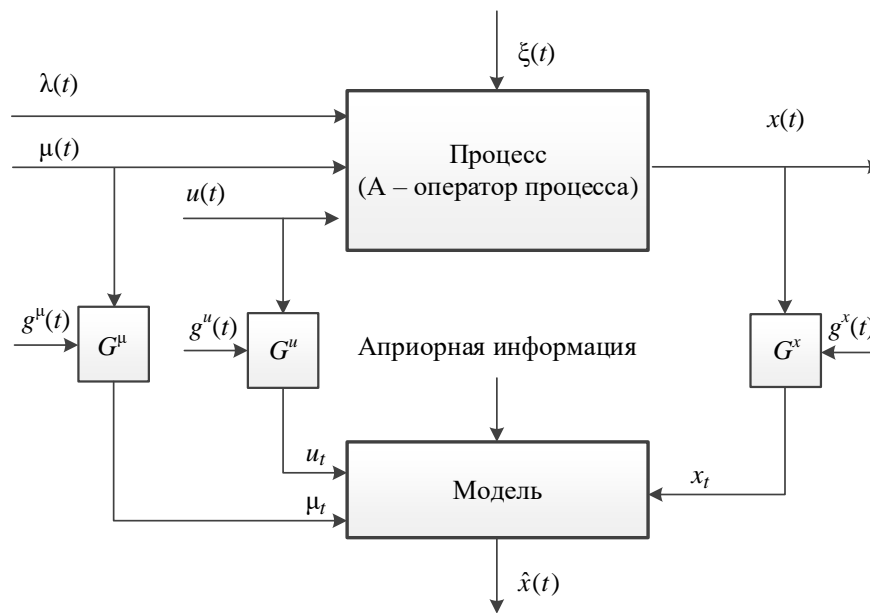 ξ(t)
λ(t)
x(t)
μ(t)
Процесс
(А – оператор процесса)
u(t)
g^μ(t)
G^μ
g^u(t)
G^u
Априорная информация
g^x(t)
G^x
u_t
Модель
x_t
μ_t
x̂(t)